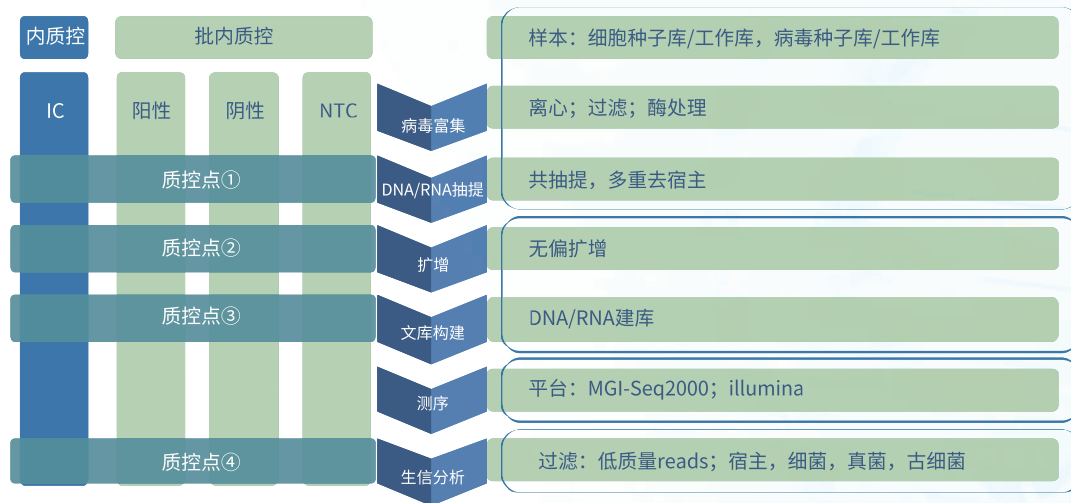 内质控
批内质控
样本：细胞种子库/工作库，病毒种子库/工作库
IC
阳性
阴性
NTC
病毒富集
离心；过滤；酶处理
质控点①
DNA/RNA抽提
共抽提，多重去宿主
质控点②
扩增
无偏扩增
质控点③
文库构建
DNA/RNA建库
测序
平台：MGI-Seq2000；illumina
质控点④
生信分析
过滤：低质量reads；宿主，细菌，真菌，古细菌